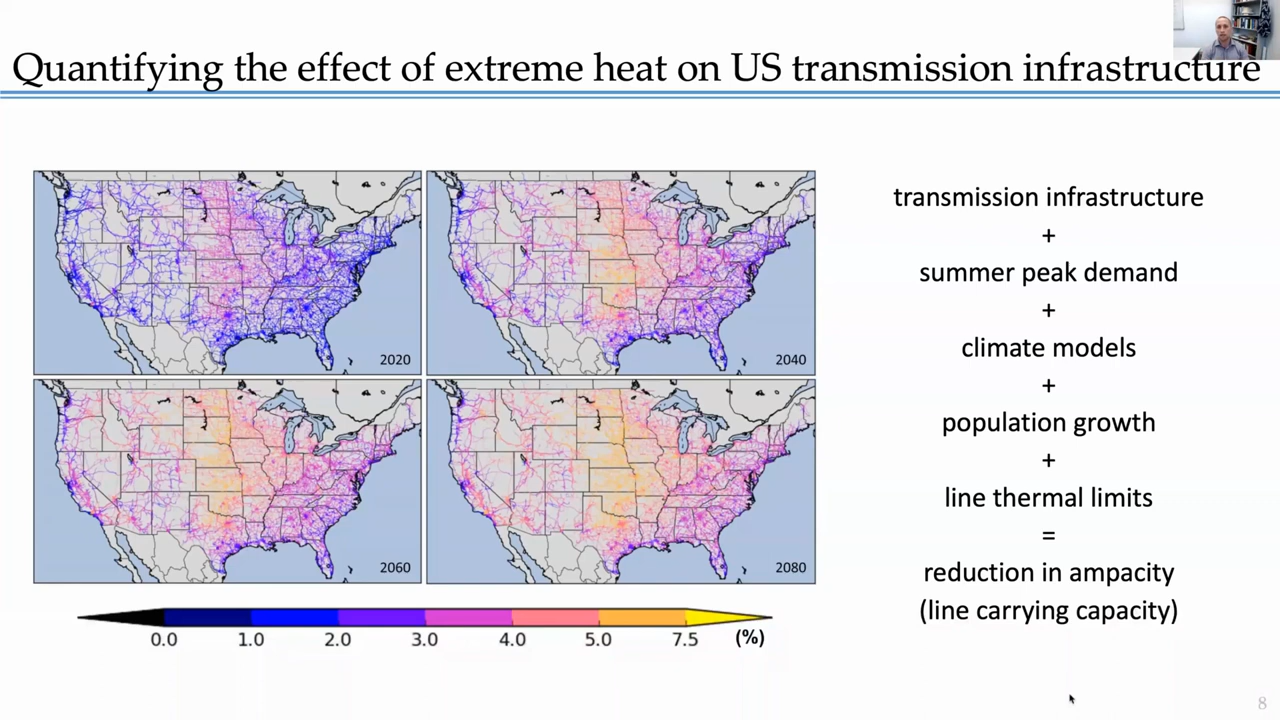 Quantifying the effect of extreme heat on US transmission infrastructure
2020
2040
2060
2080
0.0 1.0 2.0 3.0 4.0 5.0 7.5 (%)
transmission infrastructure
+
summer peak demand
+
climate models
+
population growth
+
line thermal limits
=
reduction in ampacity
(line carrying capacity)
8